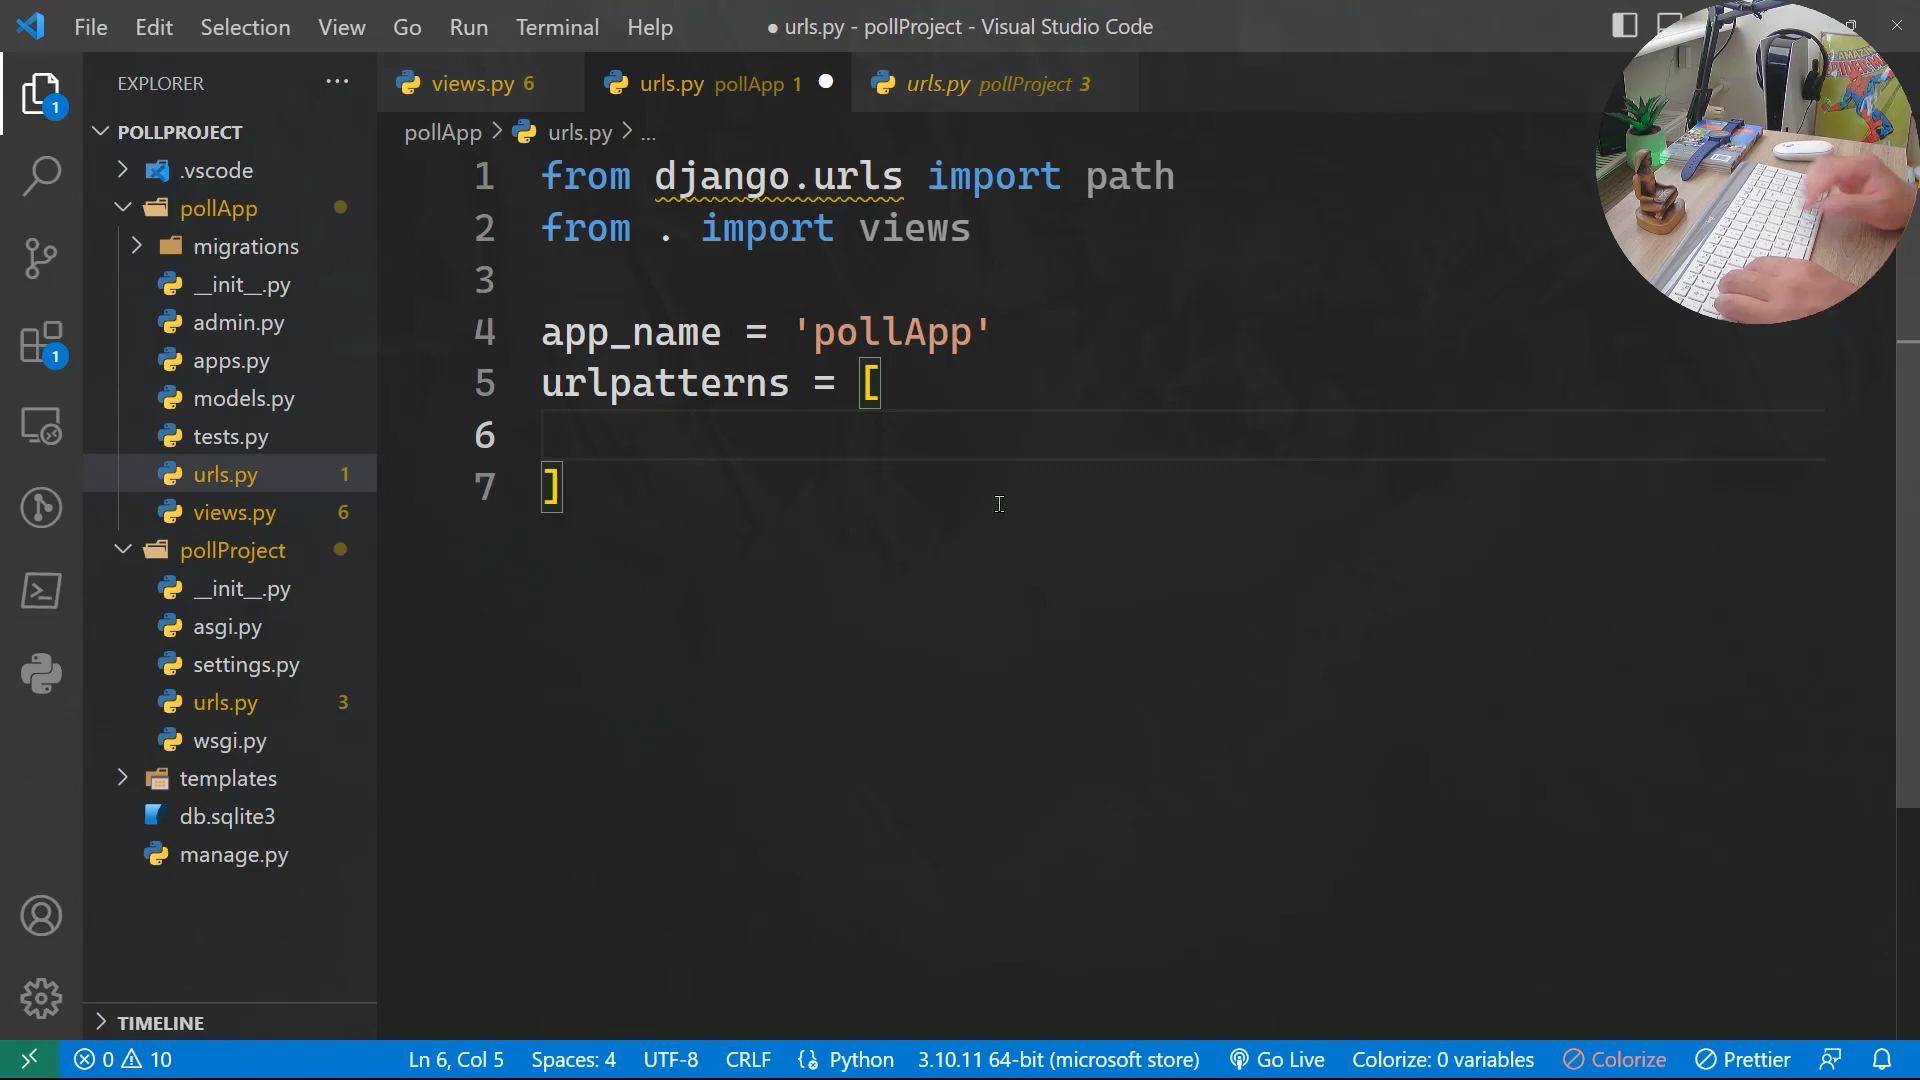 File Edit Selection View Go Run Terminal Help
● urls.py - pollProject - Visual Studio Code
EXPLORER ...
views.py 6
urls.py pollApp 1
urls.py pollProject 3
1
POLLPROJECT
.vscode
pollApp
migrations
__init__.py
admin.py
apps.py
models.py
tests.py
urls.py 1
views.py 6
pollProject
__init__.py
asgi.py
settings.py
urls.py 3
wsgi.py
templates
db.sqlite3
manage.py
TIMELINE
1
pollApp > urls.py > ...
1 from django.urls import path
2 from . import views
3
4 app_name = 'pollApp'
5 urlpatterns = [
6
7 ]
AMAZING
SPIDER-MAN
0 10
Ln 6, Col 5 Spaces: 4 UTF-8 CRLF {} Python 3.10.11 64-bit (microsoft store) Go Live Colorize: 0 variables Colorize Prettier